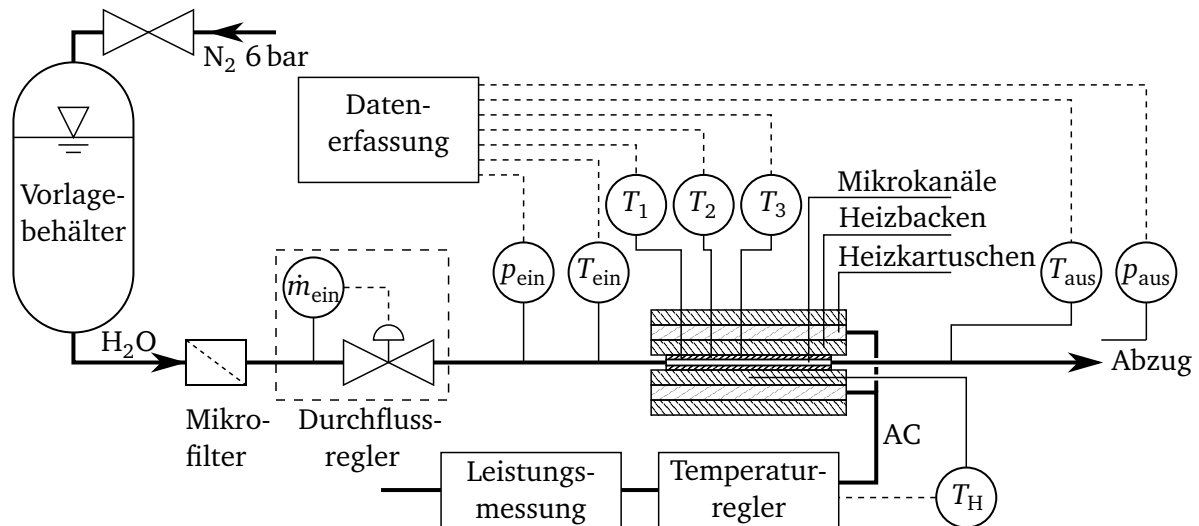 N₂ 6 bar
Daten-
erfassung
Vorlage-
behälter
T₁
T₂
T₃
Mikrokanäle
Heizbacken
Heizkartuschen
ṁ_ein
p_ein
T_ein
T_aus
p_aus
H₂O
Abzug
Mikro-
filter
Durchfluss-
regler
AC
Leistungs-
messung
Temperatur-
regler
T_H